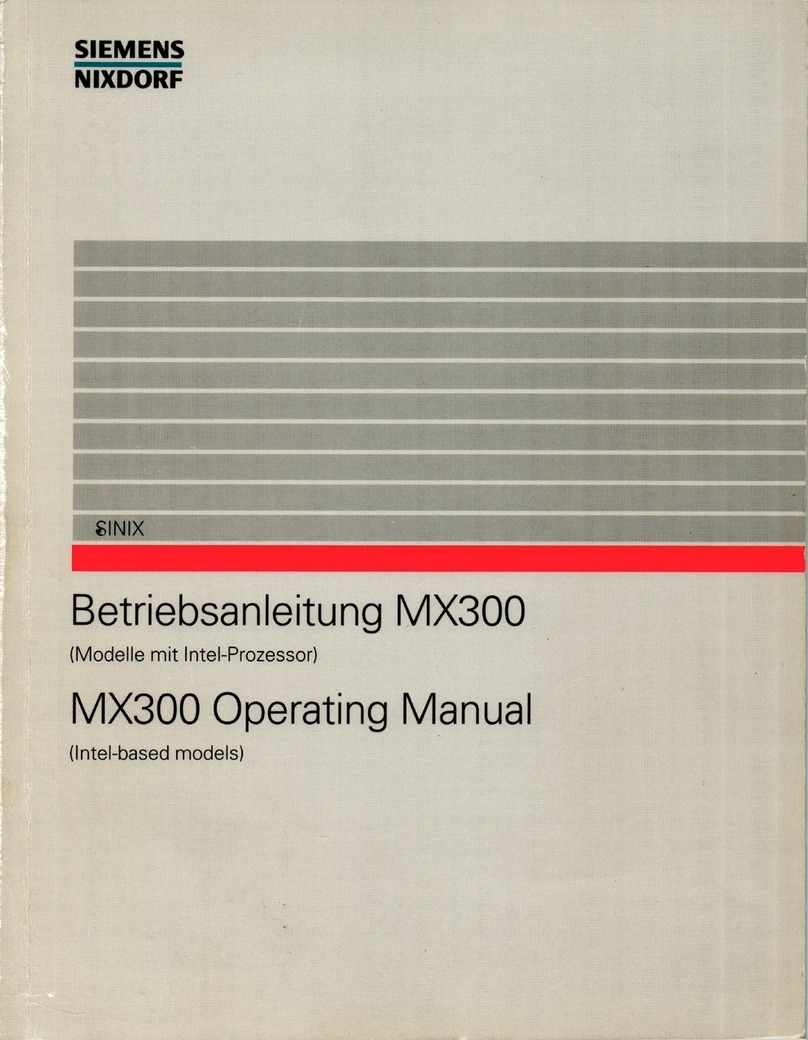 SIEMENS
NIXDORF
SINIX
Betriebsanleitung MX300
(Modelle mit Intel-Prozessor)
MX300 Operating Manual
(Intel-based models)